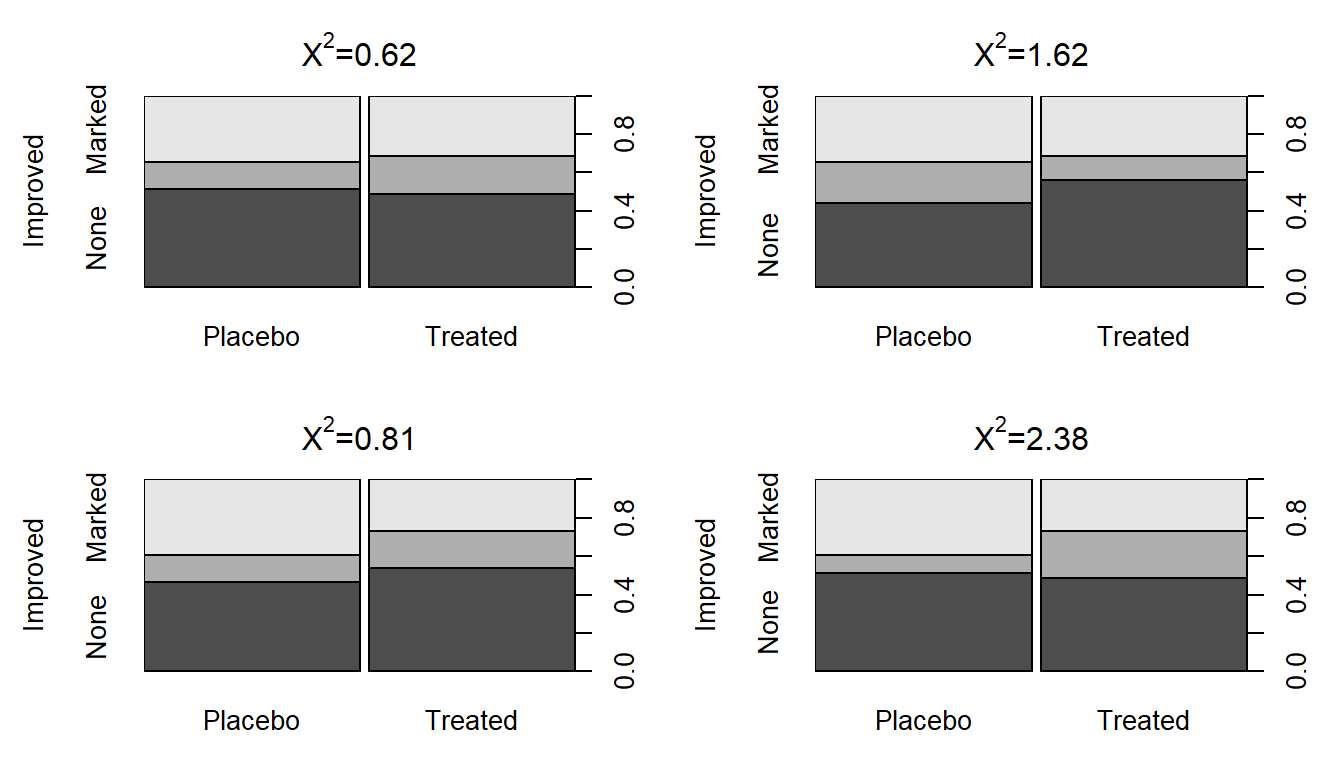 X²=0.62
Improved
None Marked
0.0 0.4 0.8
Placebo Treated
X²=1.62
Improved
None Marked
0.0 0.4 0.8
Placebo Treated
X²=0.81
Improved
None Marked
0.0 0.4 0.8
Placebo Treated
X²=2.38
Improved
None Marked
0.0 0.4 0.8
Placebo Treated